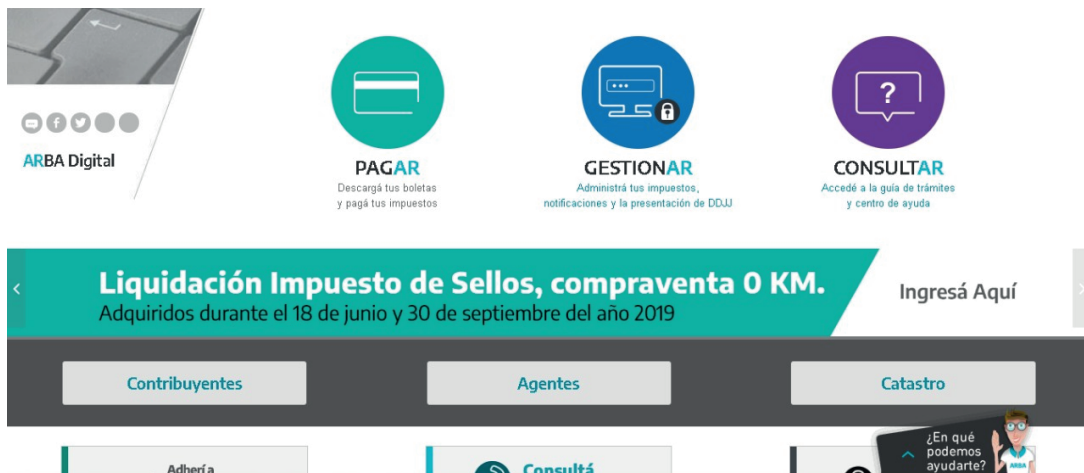 ARBA Digital
PAGAR
Descargá tus boletas
y pagá tus impuestos
GESTIONAR
Administrá tus impuestos,
notificaciones y la presentación de DDJJ
CONSULTAR
Accedé a la guía de trámites
y centro de ayuda
Liquidación Impuesto de Sellos, compraventa 0 KM.
Adquiridos durante el 18 de junio y 30 de septiembre del año 2019
Ingresá Aquí
Contribuyentes
Agentes
Catastro
Adherí a
Consultá
¿En qué
podemos
ayudarte?
ARBA